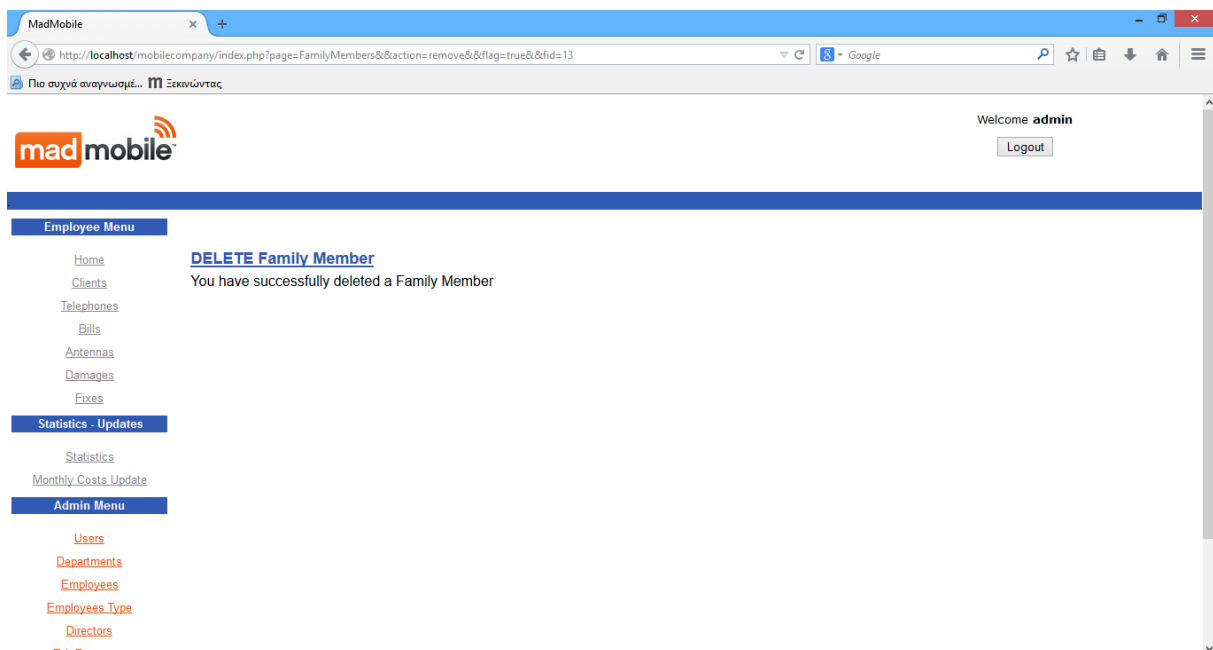 MadMobile
http://localhost/mobilecompany/index.php?page=FamilyMembers&&action=remove&&flag=true&&fid=13
8 Google
Πιο συχνά αναγνωσμέ... m Ξεκινώντας
mad mobile
Welcome admin
Logout
Employee Menu
Home
Clients
Telephones
Bills
Antennas
Damages
Fixes
DELETE Family Member
You have successfully deleted a Family Member
Statistics - Updates
Statistics
Monthly Costs Update
Admin Menu
Users
Departments
Employees
Employees Type
Directors